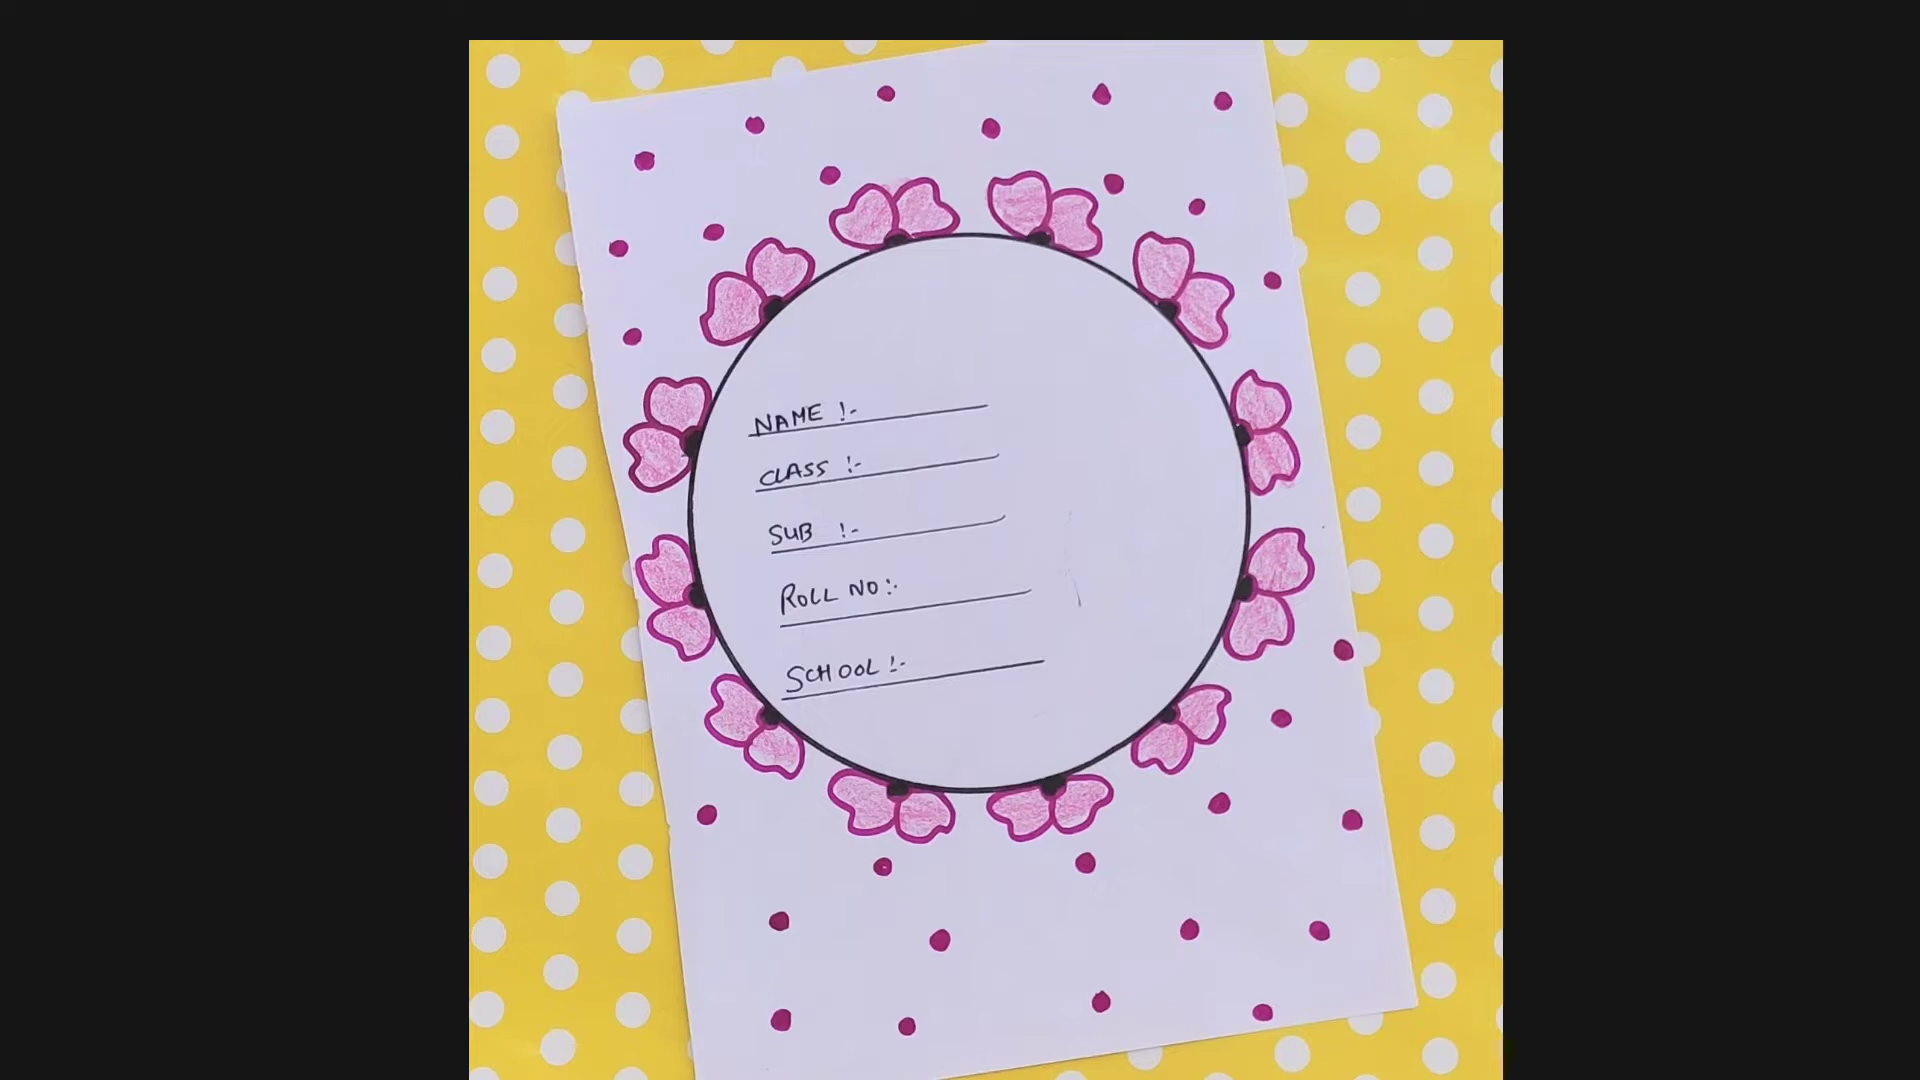 NAME :-
CLASS :-
SUB :-
ROLL NO:-
SCHOOL :-